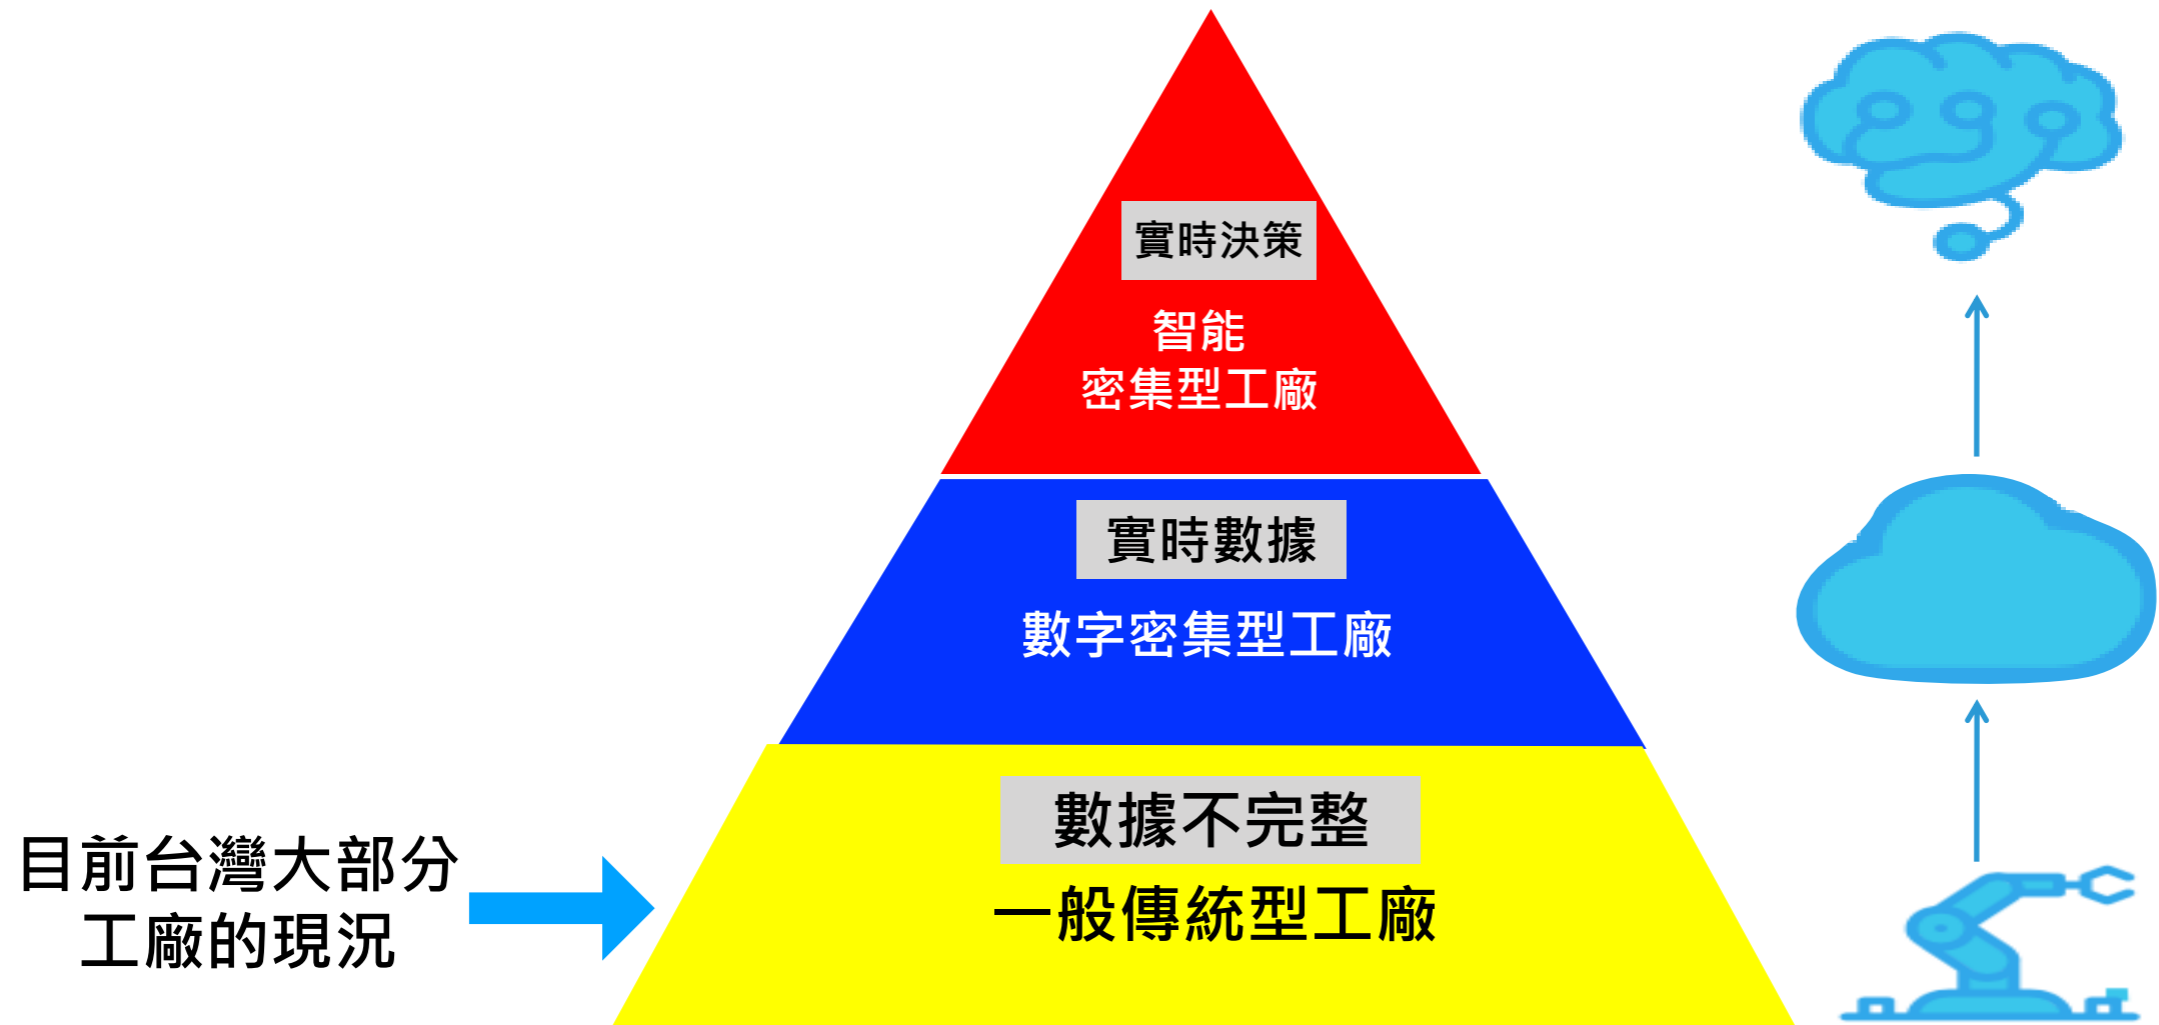 實時決策
智能
密集型工廠
實時數據
數字密集型工廠
數據不完整
一般傳統型工廠
目前台灣大部分
工廠的現況